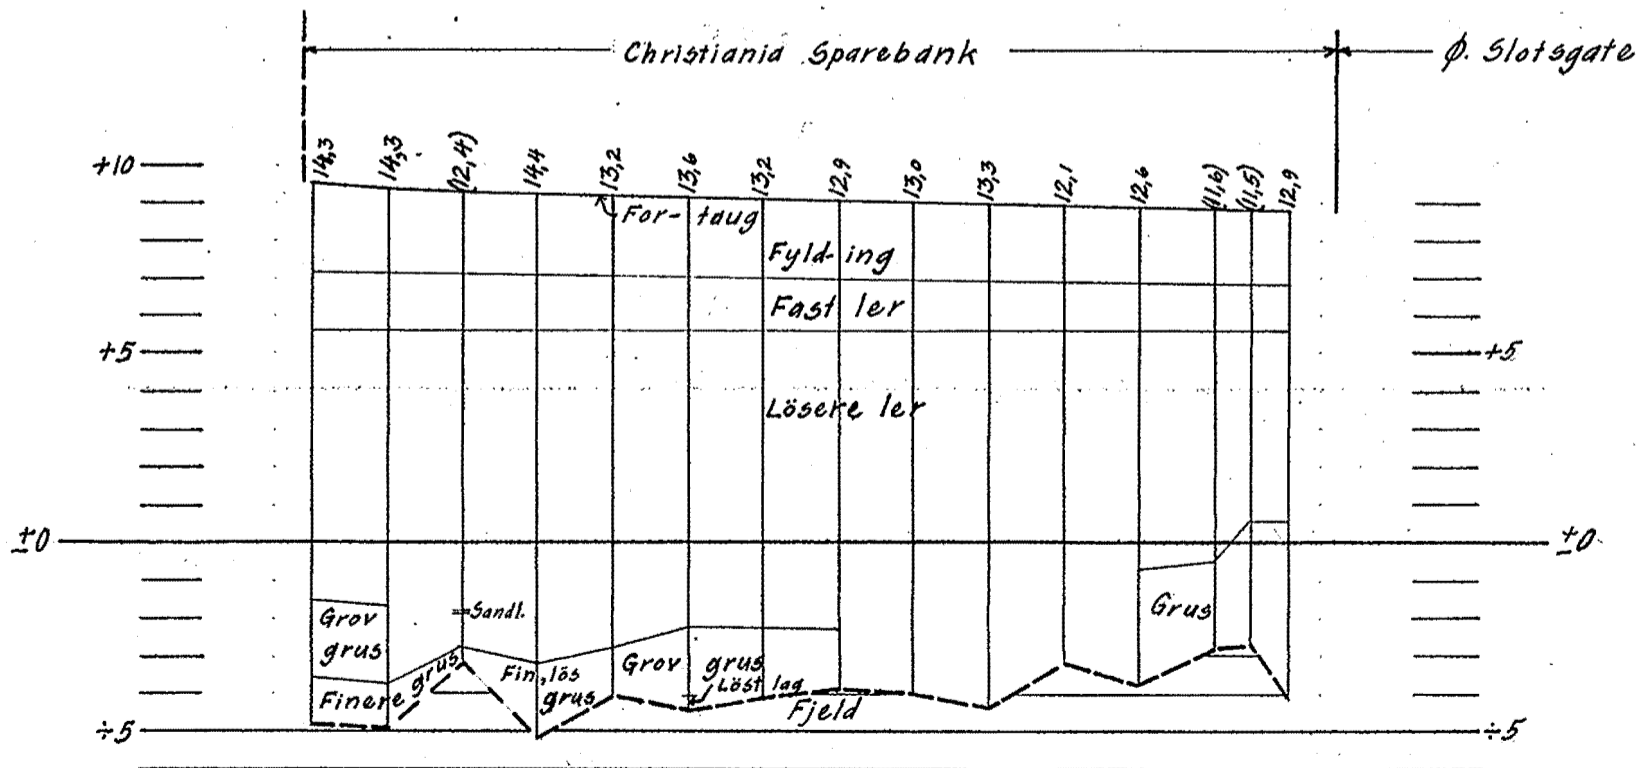 Christiania Sparebank
Ø. Slotsgate
14,3 14,3 (12,4) 14,4 13,2 13,6 13,2 12,9 13,0 13,3 12,1 12,6 (11,6) (11,5) 12,9
+10
For- taug
Fyld- ing
Fast ler
+5 +5
Lösere ler
±0 ±0
Sandl.
Grus
Grov
grus
Grov grus
Fin, lös
grus
Löst lag
Finere grus
Fjeld
÷5 ÷5